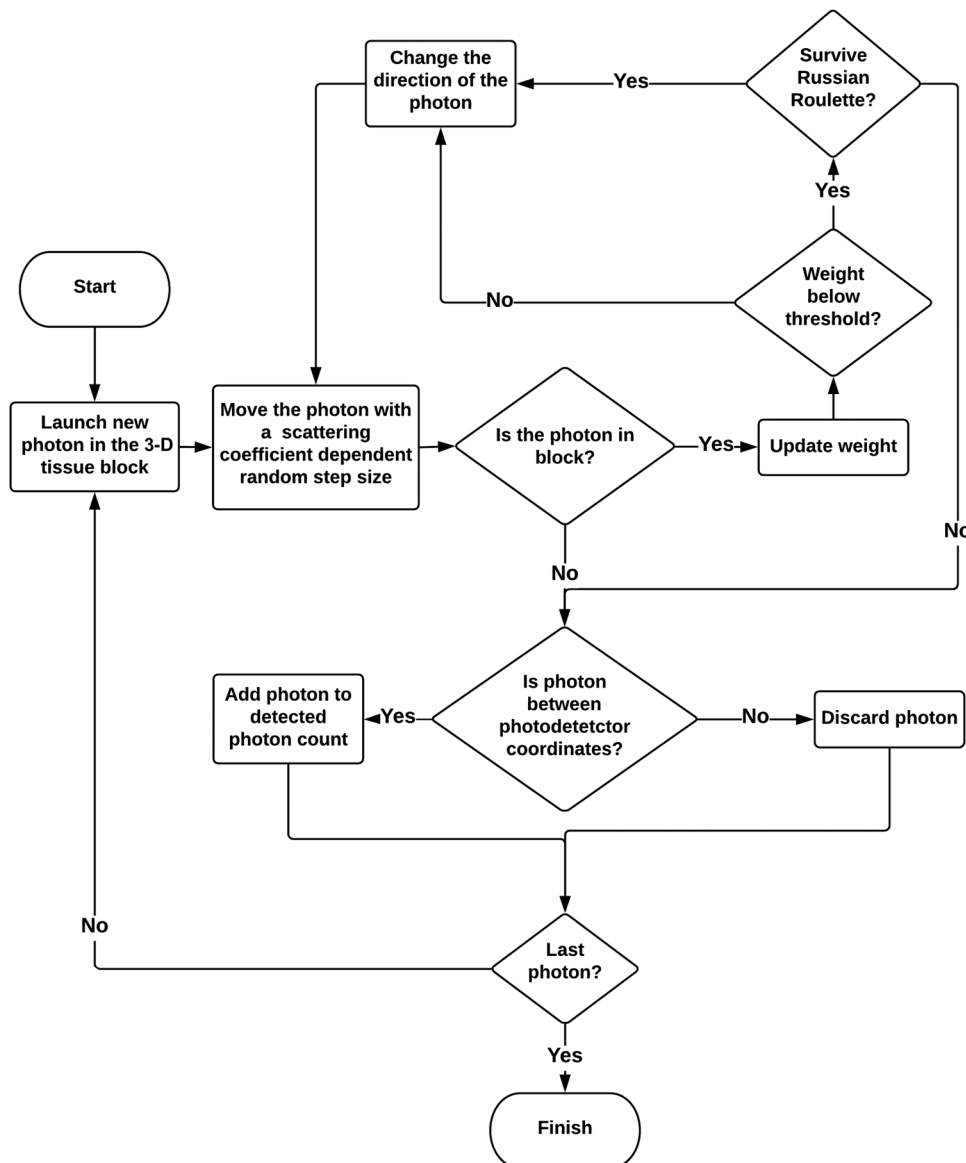 Change the
direction of the
photon
Yes
Survive
Russian
Roulette?
Yes
No
Weight
below
threshold?
Start
Launch new
photon in the 3-D
tissue block
Move the photon with
a scattering
coefficient dependent
random step size
Is the photon in
block?
Yes
Update weight
No
No
Add photon to
detected
photon count
Yes
Is photon
between
photodetetctor
coordinates?
No
Discard photon
No
Last
photon?
Yes
Finish